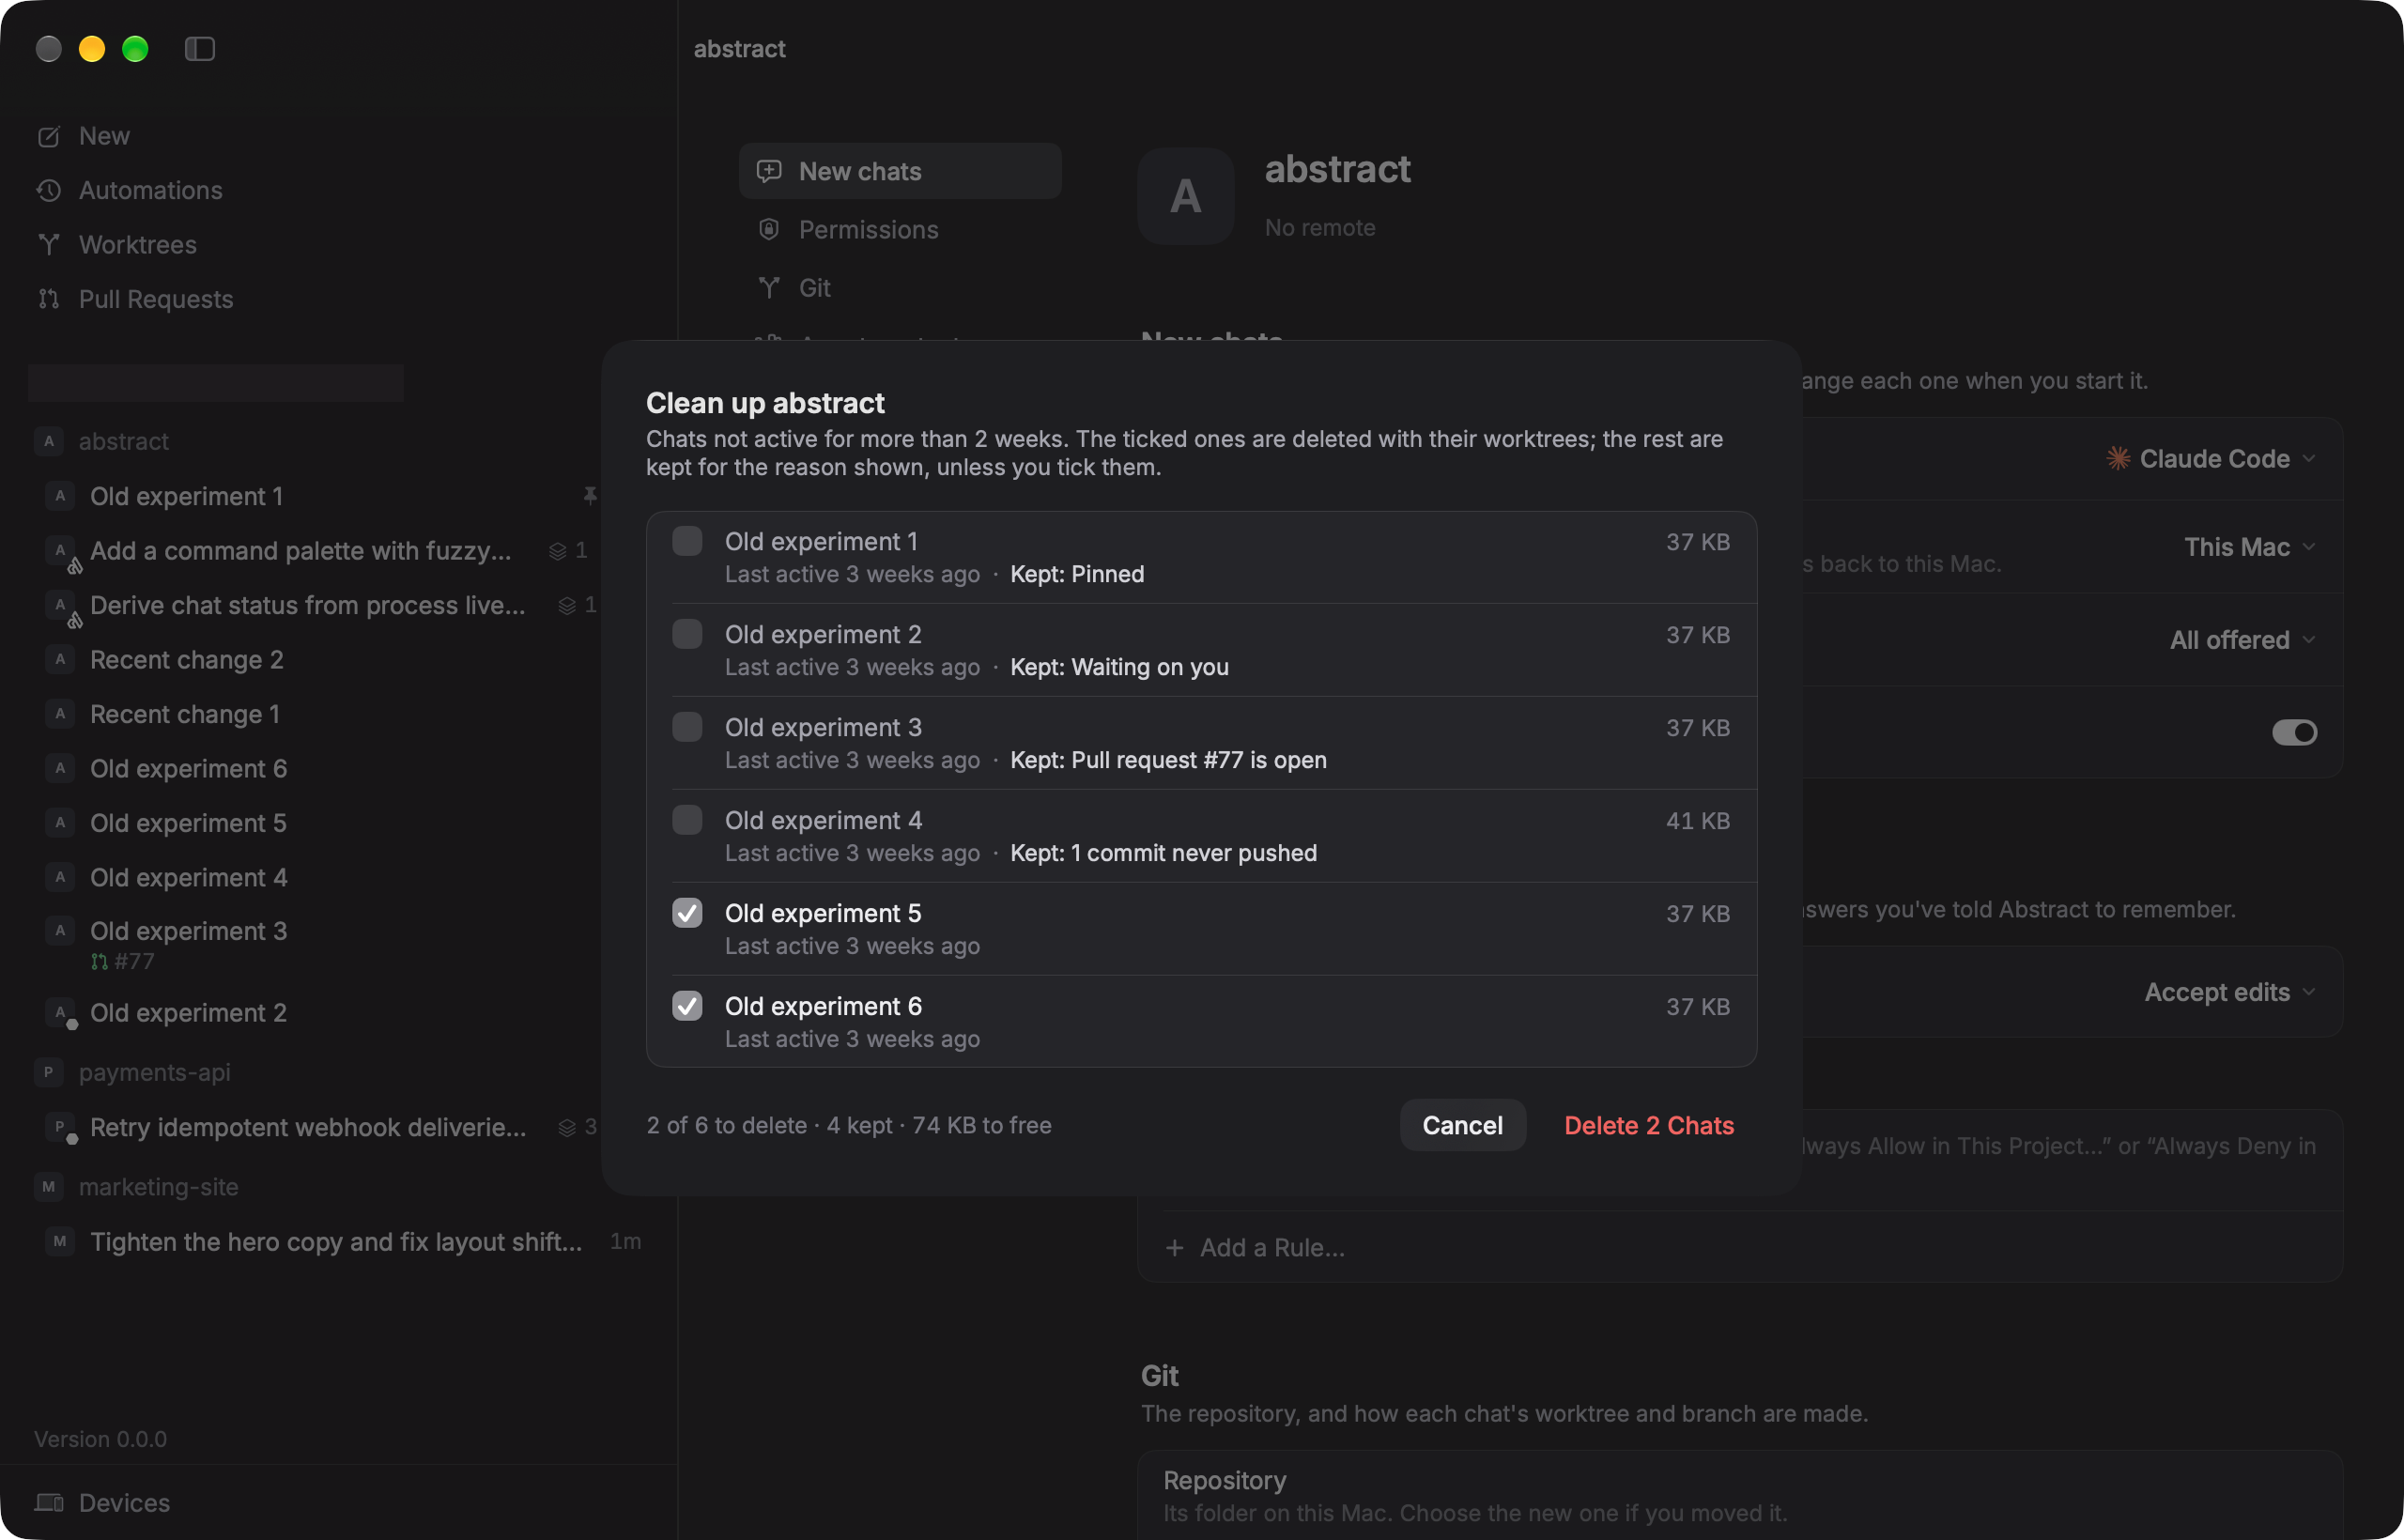 abstract
New
Automations
Worktrees
Pull Requests
A abstract
A Old experiment 1
A Add a command palette with fuzzy... 1
A Derive chat status from process live... 1
A Recent change 2
A Recent change 1
A Old experiment 6
A Old experiment 5
A Old experiment 4
A Old experiment 3
#77
A Old experiment 2
P payments-api
P Retry idempotent webhook deliverie... 3
M marketing-site
M Tighten the hero copy and fix layout shift... 1m
Version 0.0.0
Devices
New chats
Permissions
Git
A abstract
No remote
New chats
ange each one when you start it.
Claude Code
This Mac
s back to this Mac.
All offered
Clean up abstract
Chats not active for more than 2 weeks. The ticked ones are deleted with their worktrees; the rest are
kept for the reason shown, unless you tick them.
Old experiment 1 37 KB
Last active 3 weeks ago · Kept: Pinned
Old experiment 2 37 KB
Last active 3 weeks ago · Kept: Waiting on you
Old experiment 3 37 KB
Last active 3 weeks ago · Kept: Pull request #77 is open
Old experiment 4 41 KB
Last active 3 weeks ago · Kept: 1 commit never pushed
Old experiment 5 37 KB
Last active 3 weeks ago
Old experiment 6 37 KB
Last active 3 weeks ago
2 of 6 to delete · 4 kept · 74 KB to free
Cancel
Delete 2 Chats
swers you've told Abstract to remember.
Accept edits
lways Allow in This Project...” or “Always Deny in
+ Add a Rule...
Git
The repository, and how each chat's worktree and branch are made.
Repository
Its folder on this Mac. Choose the new one if you moved it.